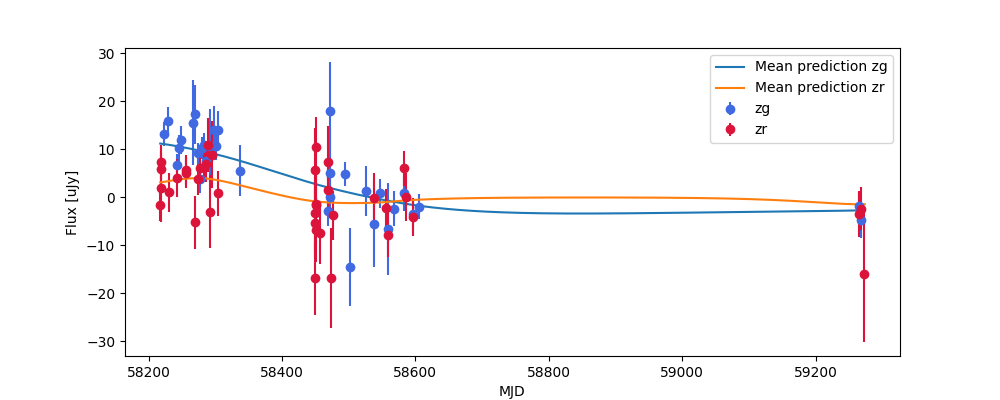 30
20
10
0
−10
−20
−30
Flux [uJy]
58200
58400
58600
58800
59000
59200
MJD
Mean prediction zg
Mean prediction zr
zg
zr